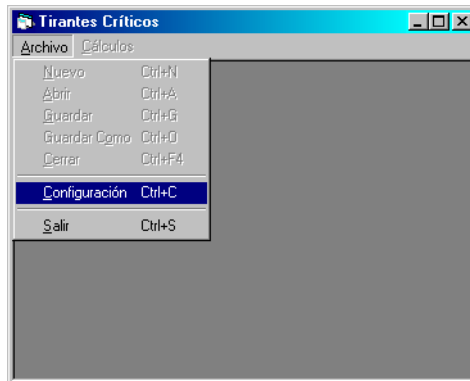 Tirantes Críticos
Archivo Cálculos
Nuevo Ctrl+N
Abrir Ctrl+A
Guardar Ctrl+G
Guardar Como Ctrl+O
Cerrar Ctrl+F4
Configuración Ctrl+C
Salir Ctrl+S